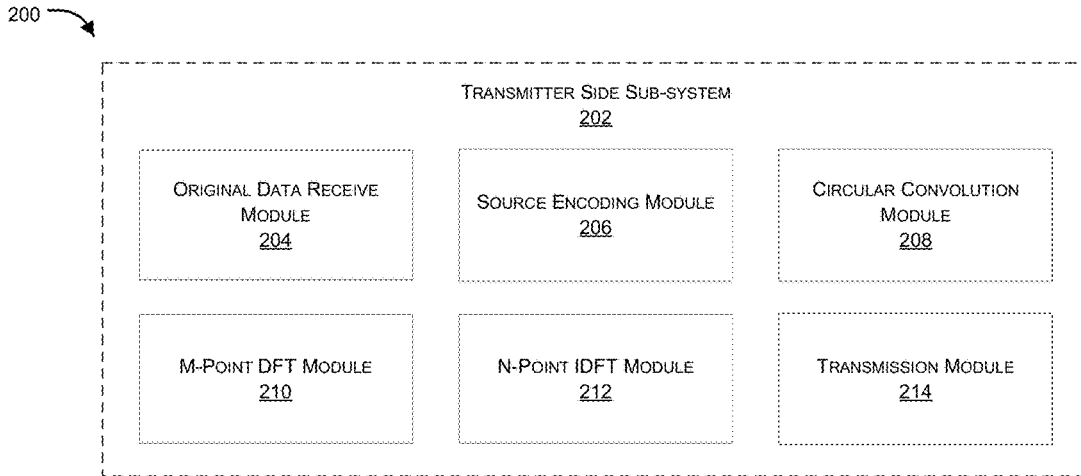 200
TRANSMITTER SIDE SUB-SYSTEM
202
ORIGINAL DATA RECEIVE
MODULE
204
SOURCE ENCODING MODULE
206
CIRCULAR CONVOLUTION
MODULE
208
M-POINT DFT MODULE
210
N-POINT IDFT MODULE
212
TRANSMISSION MODULE
214